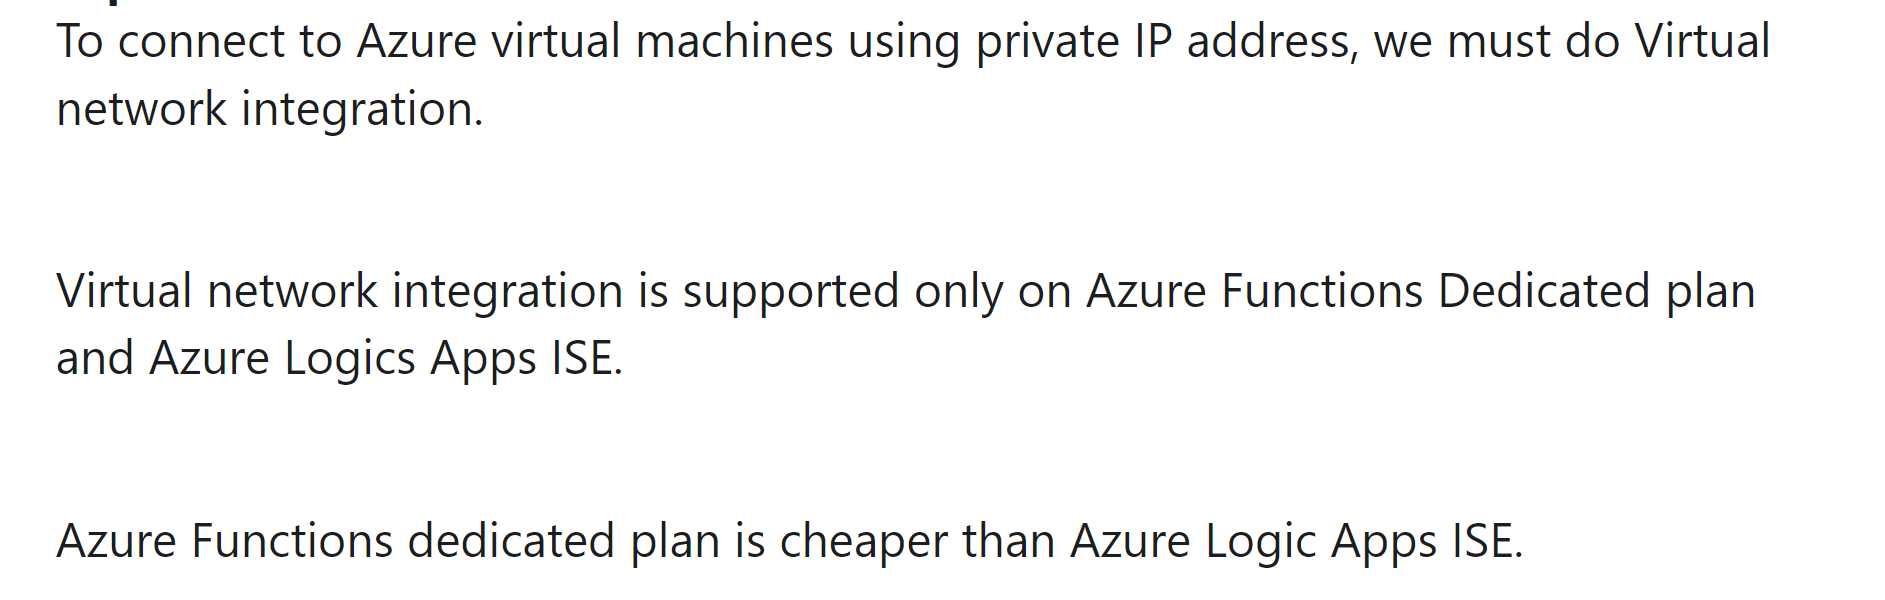 To connect to Azure virtual machines using private IP address, we must do Virtual
network integration.
Virtual network integration is supported only on Azure Functions Dedicated plan
and Azure Logics Apps ISE.
Azure Functions dedicated plan is cheaper than Azure Logic Apps ISE.